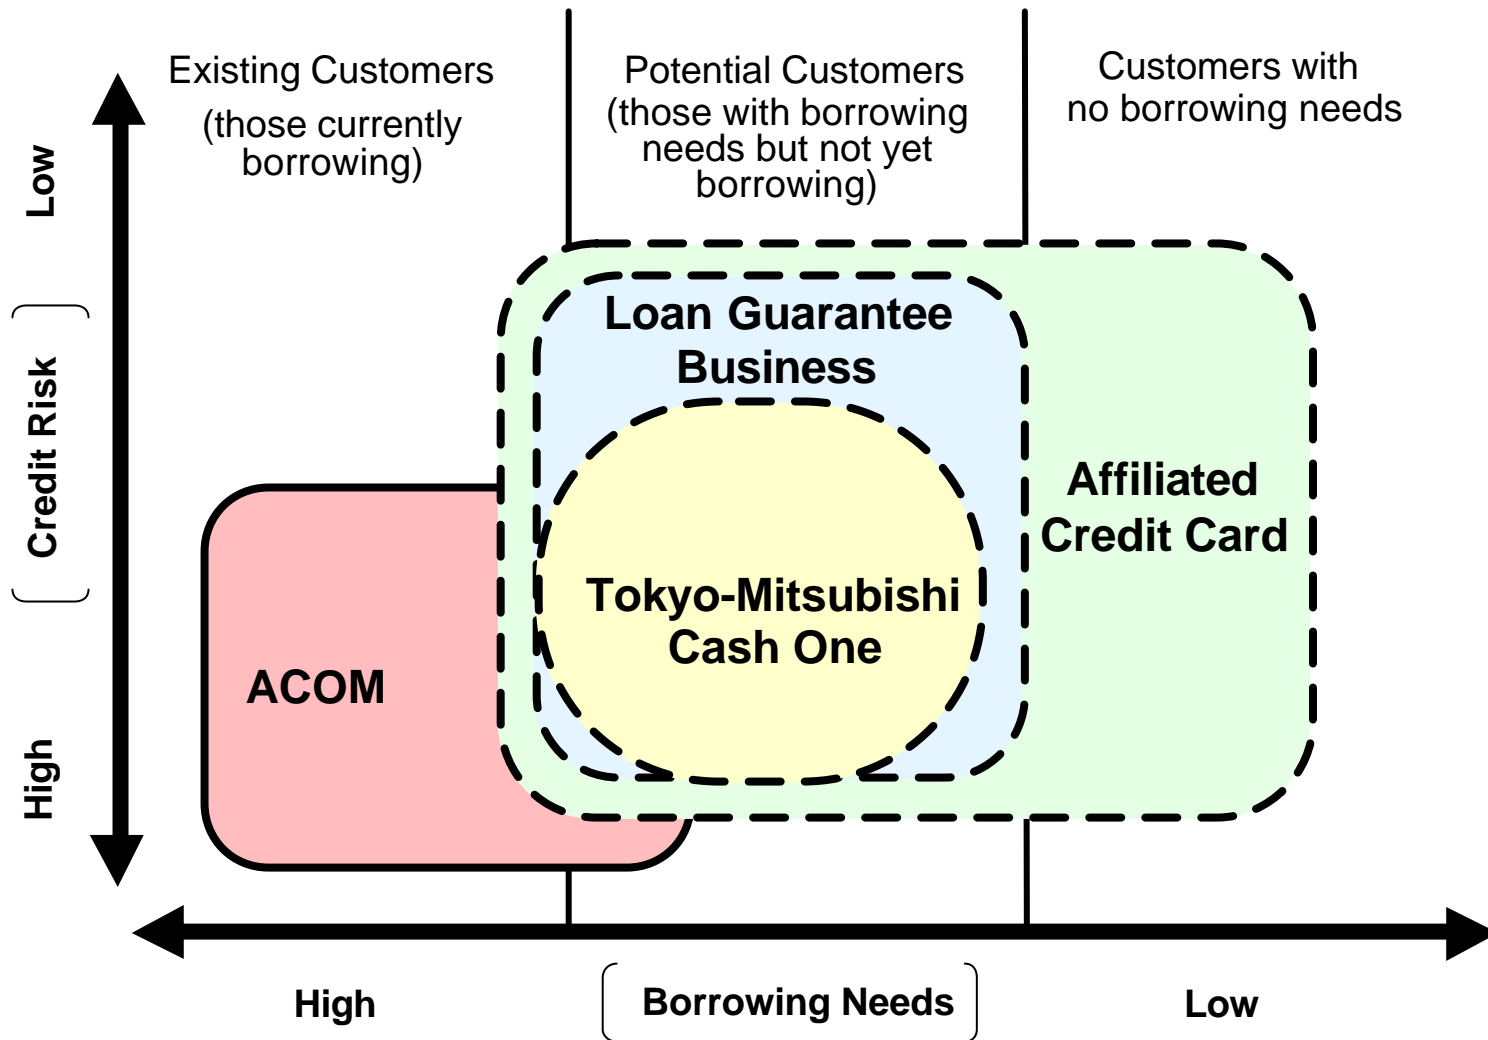 Existing Customers
(those currently
borrowing)
Potential Customers
(those with borrowing
needs but not yet
borrowing)
Customers with
no borrowing needs
Low
Credit Risk
High
Loan Guarantee
Business
Affiliated
Credit Card
Tokyo-Mitsubishi
Cash One
ACOM
High
Borrowing Needs
Low